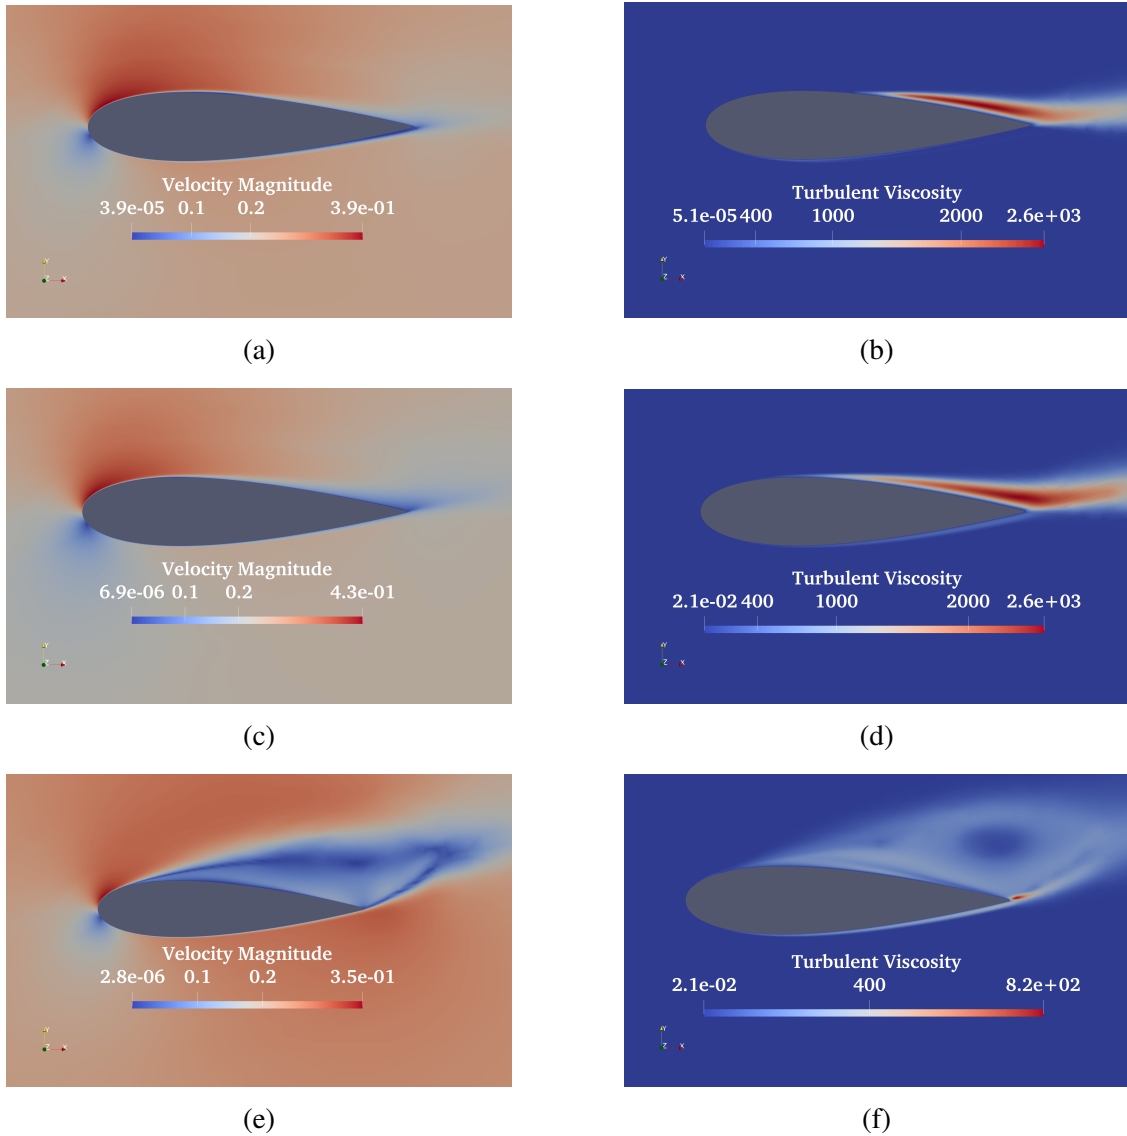 Velocity Magnitude
3.9e-05 0.1 0.2 3.9e-01
Y
Z X
(a)
Turbulent Viscosity
5.1e-05 400 1000 2000 2.6e+03
Y
Z X
(b)
Velocity Magnitude
6.9e-06 0.1 0.2 4.3e-01
Y
Z X
(c)
Turbulent Viscosity
2.1e-02 400 1000 2000 2.6e+03
Y
Z X
(d)
Velocity Magnitude
2.8e-06 0.1 0.2 3.5e-01
Y
Z X
(e)
Turbulent Viscosity
2.1e-02 400 8.2e+02
Y
Z X
(f)